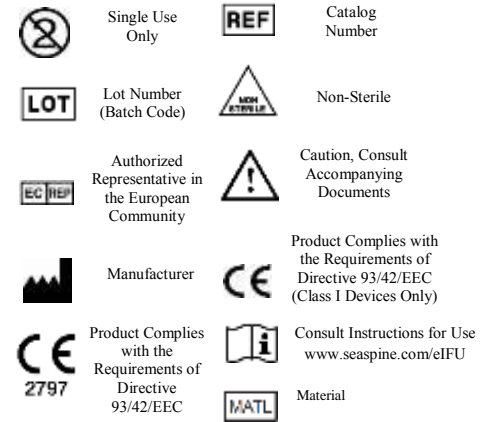 Single Use
Only
REF
Catalog
Number
LOT
Lot Number
(Batch Code)
NON
STERILE
Non-Sterile
EC REP
Authorized
Representative in
the European
Community
!
Caution, Consult
Accompanying
Documents
Manufacturer
CE
Product Complies with
the Requirements of
Directive 93/42/EEC
(Class I Devices Only)
CE
2797
Product Complies
with the
Requirements of
Directive
93/42/EEC
i
Consult Instructions for Use
www.seaspine.com/eIFU
MATL
Material